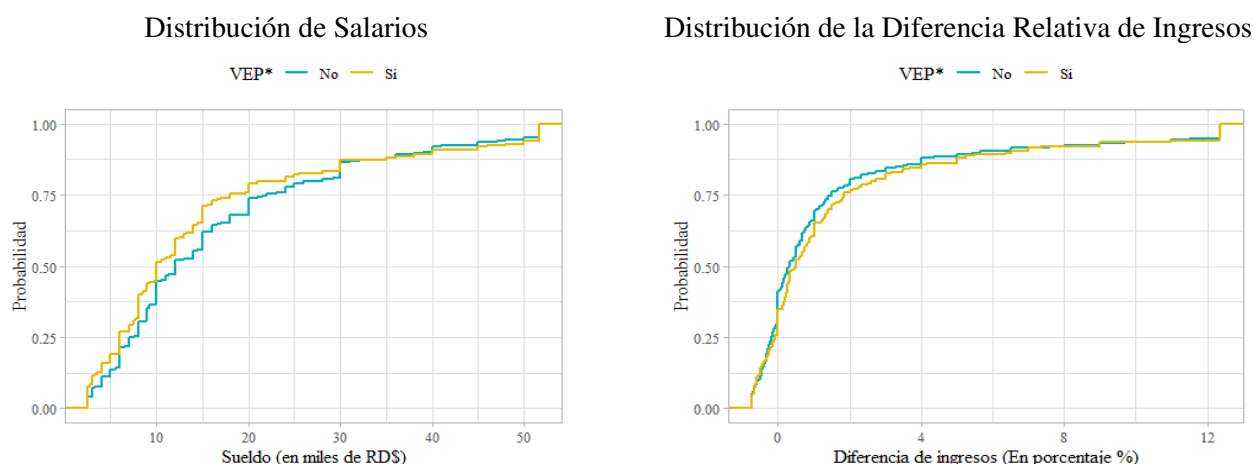 Distribución de Salarios
VEP* No Si
1.00
0.75
0.50
0.25
0.00
Probabilidad
10 20 30 40 50
Sueldo (en miles de RD$)
Distribución de la Diferencia Relativa de Ingresos
VEP* No Si
1.00
0.75
0.50
0.25
0.00
Probabilidad
0 4 8 12
Diferencia de ingresos (En porcentaje %)